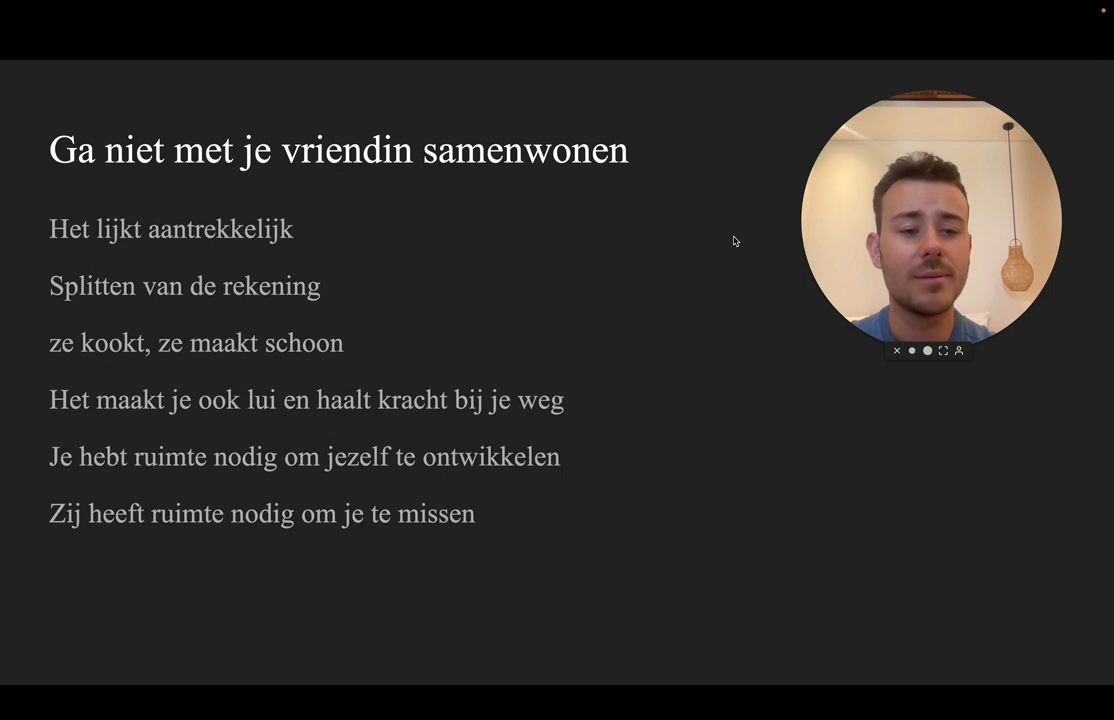 Ga niet met je vriendin samenwonen
Het lijkt aantrekkelijk
Splitten van de rekening
ze kookt, ze maakt schoon
Het maakt je ook lui en haalt kracht bij je weg
Je hebt ruimte nodig om jezelf te ontwikkelen
Zij heeft ruimte nodig om je te missen